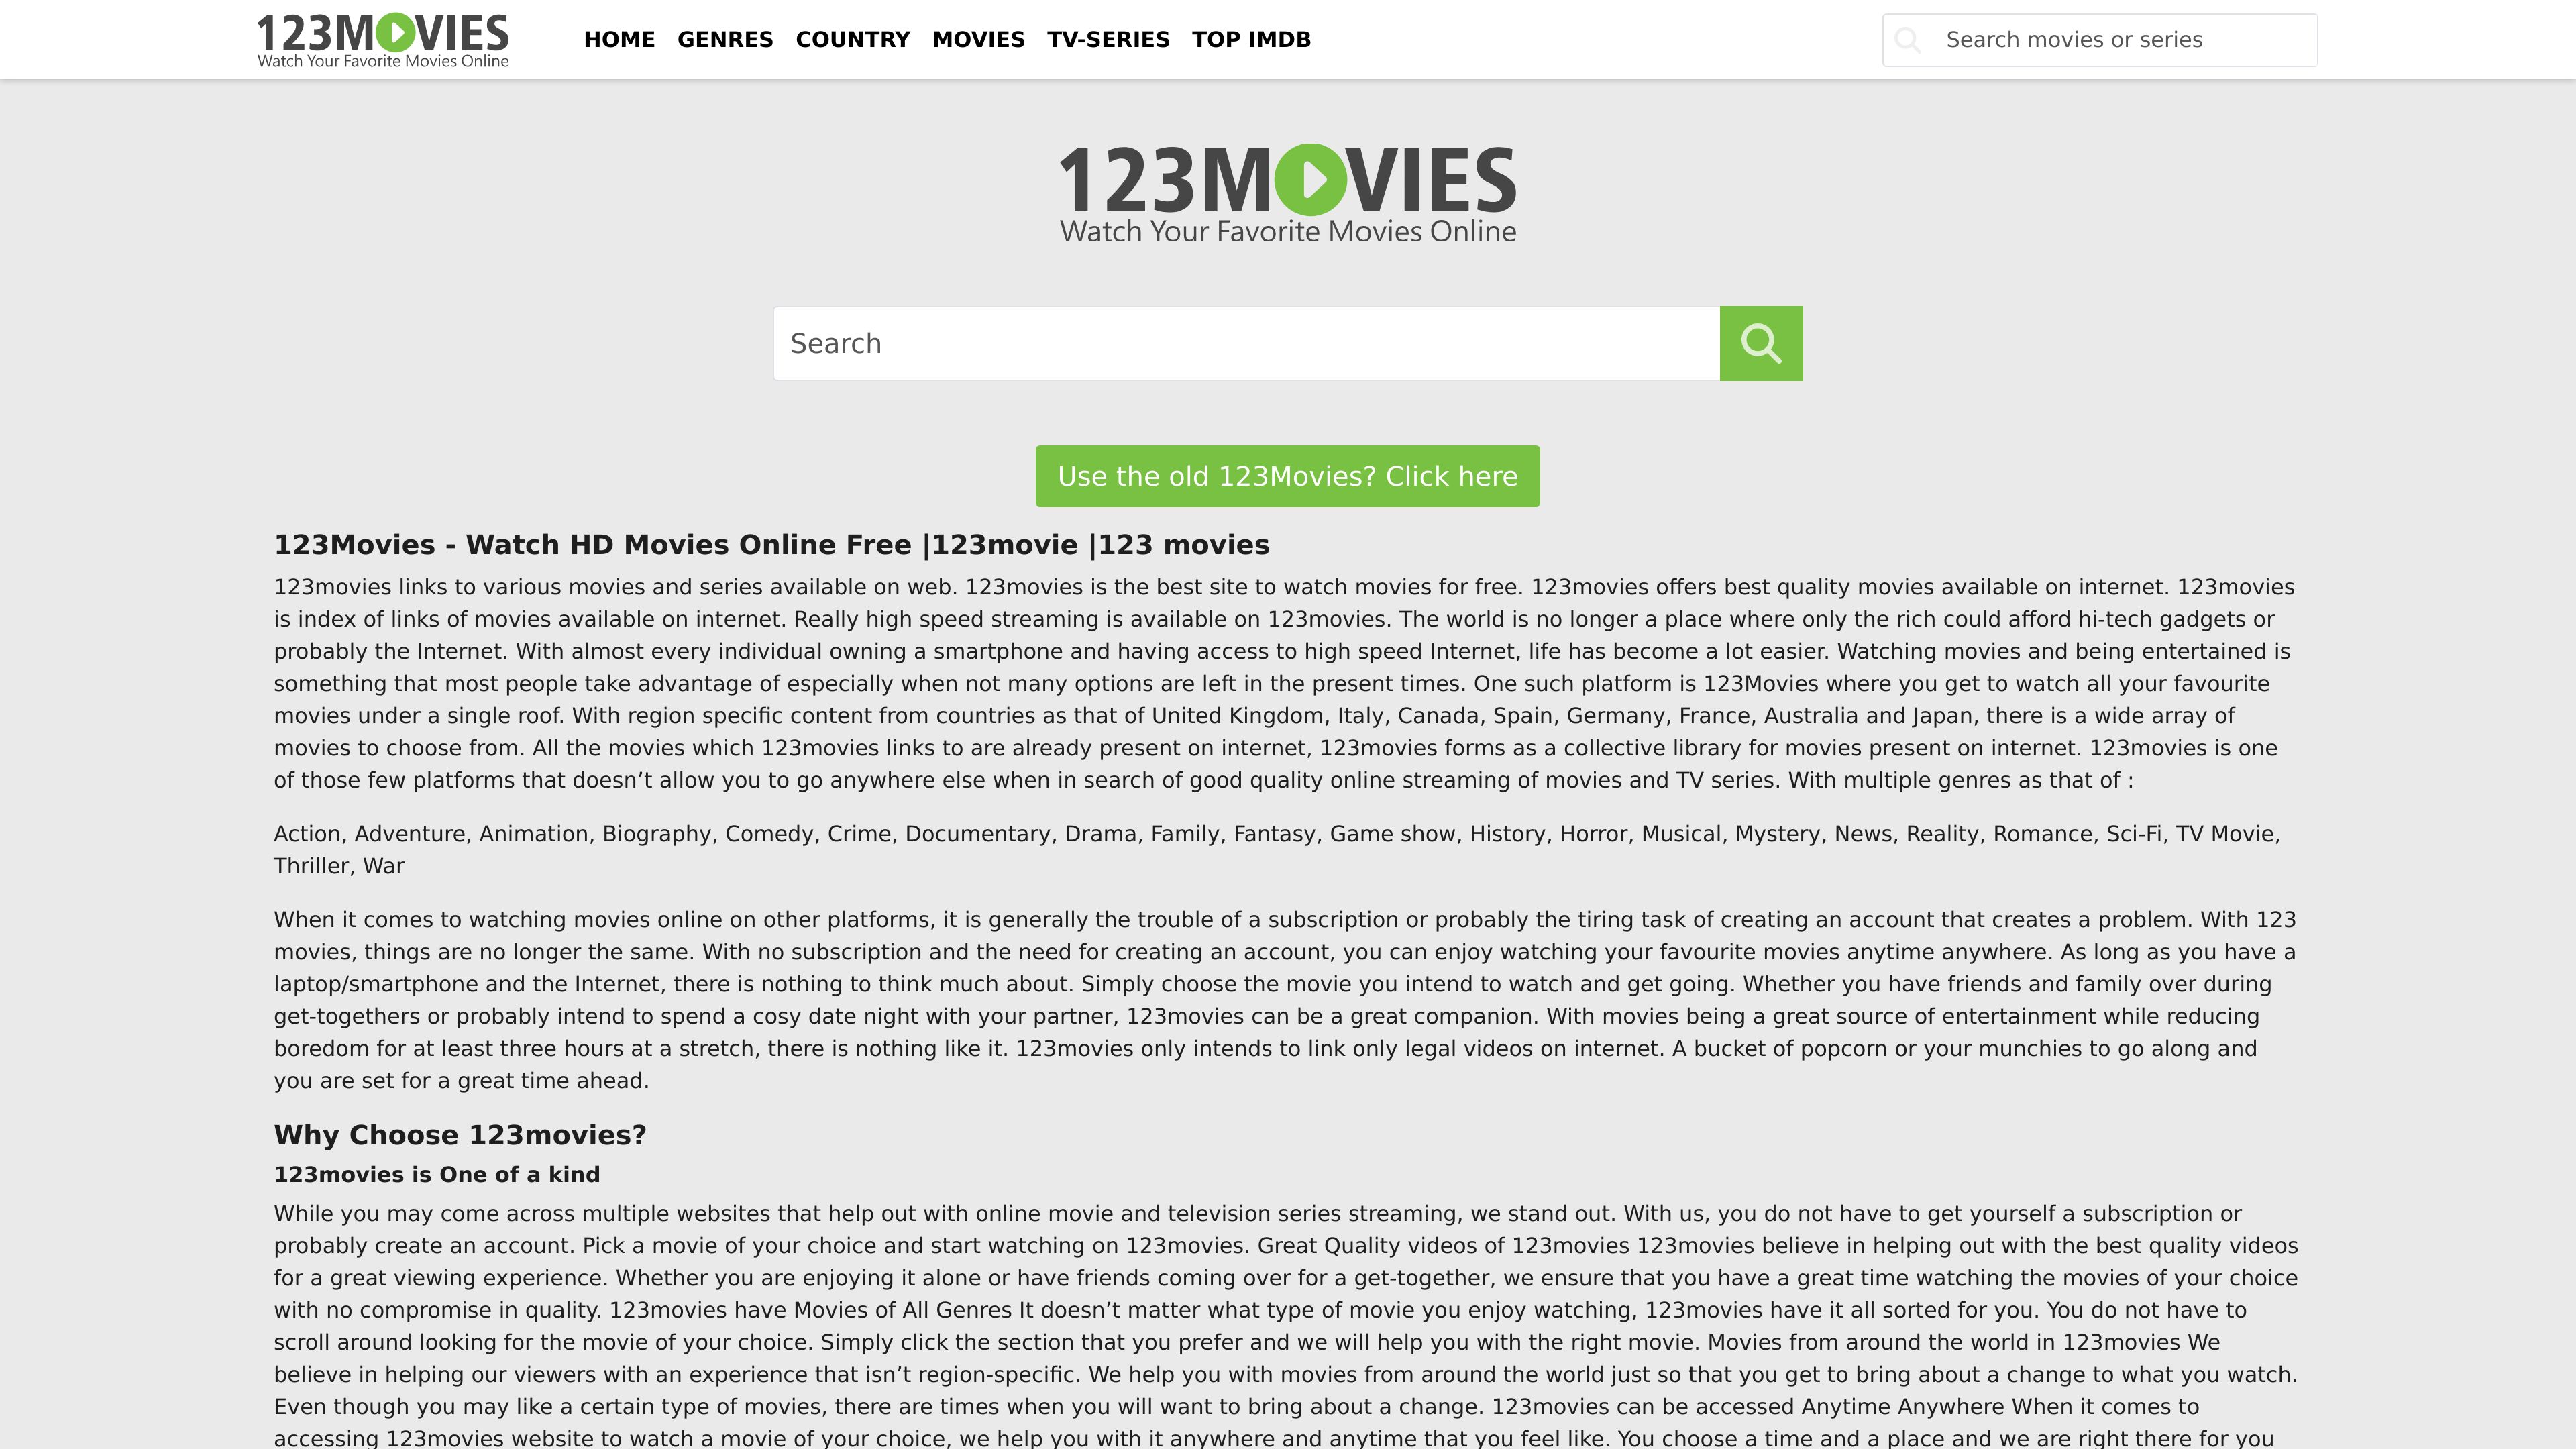 123MOVIES
Watch Your Favorite Movies Online
HOME GENRES COUNTRY MOVIES TV-SERIES TOP IMDB
Search movies or series
123MOVIES
Watch Your Favorite Movies Online
Search
Use the old 123Movies? Click here
123Movies - Watch HD Movies Online Free |123movie |123 movies
123movies links to various movies and series available on web. 123movies is the best site to watch movies for free. 123movies offers best quality movies available on internet. 123movies
is index of links of movies available on internet. Really high speed streaming is available on 123movies. The world is no longer a place where only the rich could afford hi-tech gadgets or
probably the Internet. With almost every individual owning a smartphone and having access to high speed Internet, life has become a lot easier. Watching movies and being entertained is
something that most people take advantage of especially when not many options are left in the present times. One such platform is 123Movies where you get to watch all your favourite
movies under a single roof. With region specific content from countries as that of United Kingdom, Italy, Canada, Spain, Germany, France, Australia and Japan, there is a wide array of
movies to choose from. All the movies which 123movies links to are already present on internet, 123movies forms as a collective library for movies present on internet. 123movies is one
of those few platforms that doesn’t allow you to go anywhere else when in search of good quality online streaming of movies and TV series. With multiple genres as that of :
Action, Adventure, Animation, Biography, Comedy, Crime, Documentary, Drama, Family, Fantasy, Game show, History, Horror, Musical, Mystery, News, Reality, Romance, Sci-Fi, TV Movie,
Thriller, War
When it comes to watching movies online on other platforms, it is generally the trouble of a subscription or probably the tiring task of creating an account that creates a problem. With 123
movies, things are no longer the same. With no subscription and the need for creating an account, you can enjoy watching your favourite movies anytime anywhere. As long as you have a
laptop/smartphone and the Internet, there is nothing to think much about. Simply choose the movie you intend to watch and get going. Whether you have friends and family over during
get-togethers or probably intend to spend a cosy date night with your partner, 123movies can be a great companion. With movies being a great source of entertainment while reducing
boredom for at least three hours at a stretch, there is nothing like it. 123movies only intends to link only legal videos on internet. A bucket of popcorn or your munchies to go along and
you are set for a great time ahead.
Why Choose 123movies?
123movies is One of a kind
While you may come across multiple websites that help out with online movie and television series streaming, we stand out. With us, you do not have to get yourself a subscription or
probably create an account. Pick a movie of your choice and start watching on 123movies. Great Quality videos of 123movies 123movies believe in helping out with the best quality videos
for a great viewing experience. Whether you are enjoying it alone or have friends coming over for a get-together, we ensure that you have a great time watching the movies of your choice
with no compromise in quality. 123movies have Movies of All Genres It doesn’t matter what type of movie you enjoy watching, 123movies have it all sorted for you. You do not have to
scroll around looking for the movie of your choice. Simply click the section that you prefer and we will help you with the right movie. Movies from around the world in 123movies We
believe in helping our viewers with an experience that isn’t region-specific. We help you with movies from around the world just so that you get to bring about a change to what you watch.
Even though you may like a certain type of movies, there are times when you will want to bring about a change. 123movies can be accessed Anytime Anywhere When it comes to
accessing 123movies website to watch a movie of your choice, we help you with it anywhere and anytime that you feel like. You choose a time and a place and we are right there for you